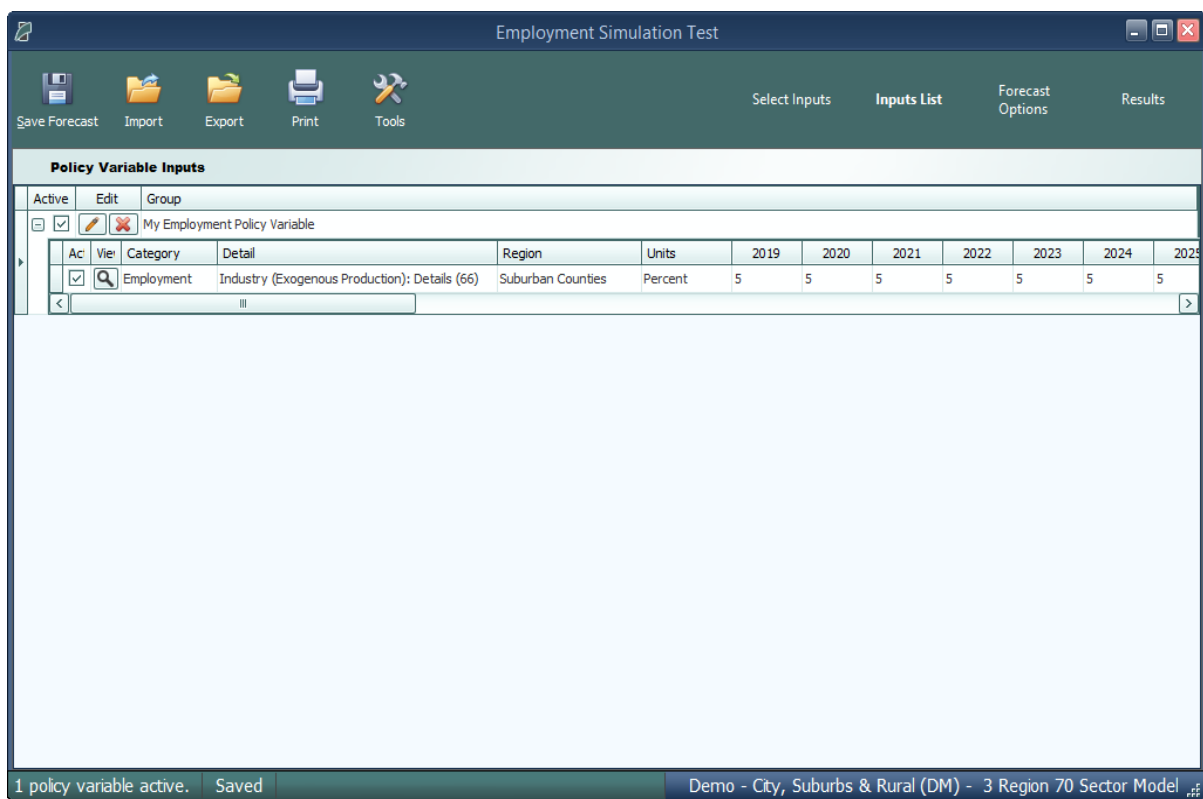 Employment Simulation Test
Save Forecast Import Export Print Tools Select Inputs Inputs List Forecast Options Results
Policy Variable Inputs
Active Edit Group
My Employment Policy Variable
Ac Vie Category Detail Region Units 2019 2020 2021 2022 2023 2024 2025
Employment Industry (Exogenous Production): Details (66) Suburban Counties Percent 5 5 5 5 5 5 5
1 policy variable active. Saved Demo - City, Suburbs & Rural (DM) - 3 Region 70 Sector Model